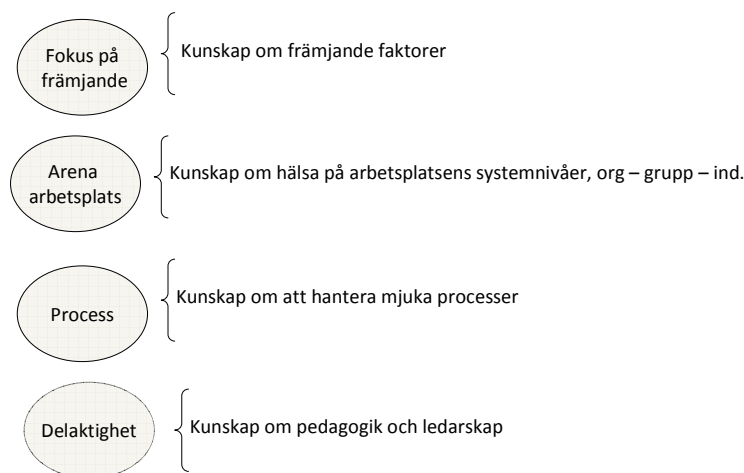 Fokus på
främjande
Kunskap om främjande faktorer
Arena
arbetsplats
Kunskap om hälsa på arbetsplatsens systemnivåer, org – grupp – ind.
Process
Kunskap om att hantera mjuka processer
Delaktighet
Kunskap om pedagogik och ledarskap